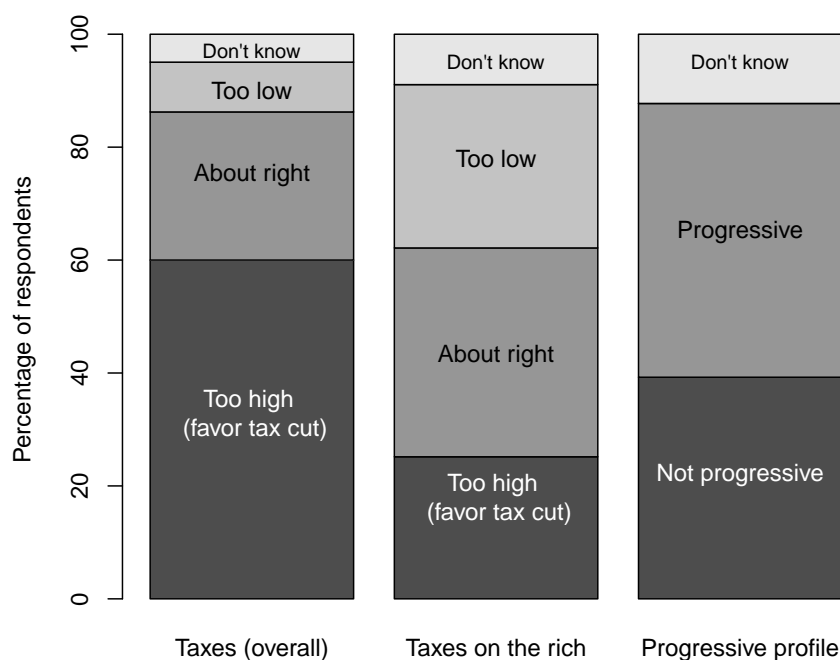 Percentage of respondents
100
80
60
40
20
0
Don't know
Too low
About right
Too high
(favor tax cut)
Taxes (overall)
Don't know
Too low
About right
Too high
(favor tax cut)
Taxes on the rich
Don't know
Progressive
Not progressive
Progressive profile